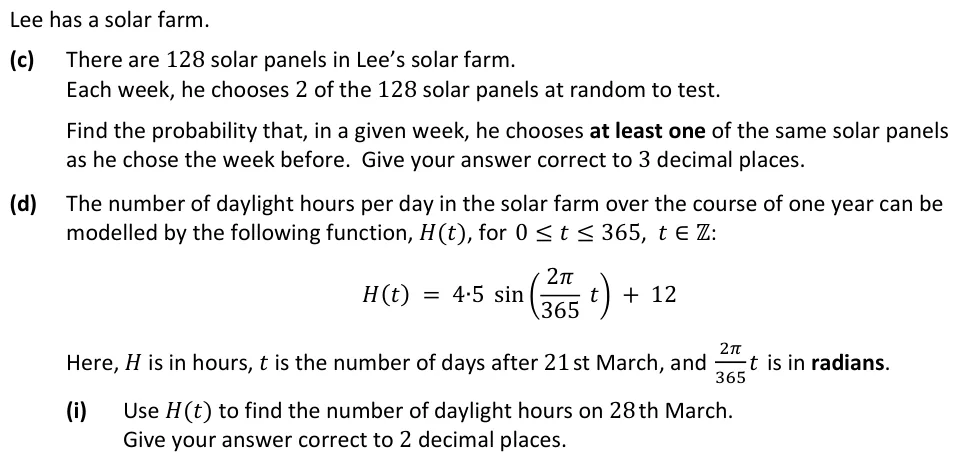 Lee has a solar farm.
(c) There are 128 solar panels in Lee’s solar farm.
Each week, he chooses 2 of the 128 solar panels at random to test.
Find the probability that, in a given week, he chooses at least one of the same solar panels
as he chose the week before. Give your answer correct to 3 decimal places.
(d) The number of daylight hours per day in the solar farm over the course of one year can be
modelled by the following function, H(t), for 0 ≤ t ≤ 365, t ∈ ℤ:
H(t) = 4·5 sin(2π/365 t) + 12
Here, H is in hours, t is the number of days after 21st March, and 2π/365 t is in radians.
(i) Use H(t) to find the number of daylight hours on 28th March.
Give your answer correct to 2 decimal places.